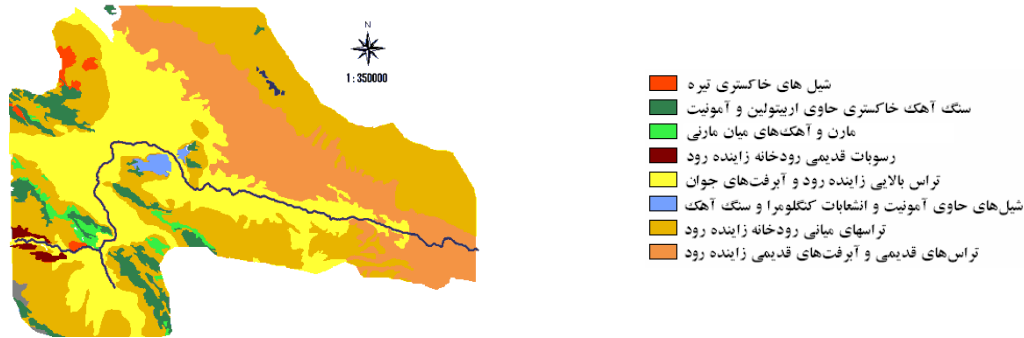 N
1:350000
شیل های خاکستری تیره
سنگ آهک خاکستری حاوی اربیتولین و آمونیت
مارن و آهک‌های میان مارنی
رسوبات قدیمی رودخانه زاینده رود
تراس بالایی زاینده رود و آبرفت‌های جوان
شیل‌های حاوی آمونیت و انشعابات کنگلومرا و سنگ آهک
تراسهای میانی رودخانه زاینده رود
تراس‌های قدیمی و آبرفت‌های قدیمی زاینده رود